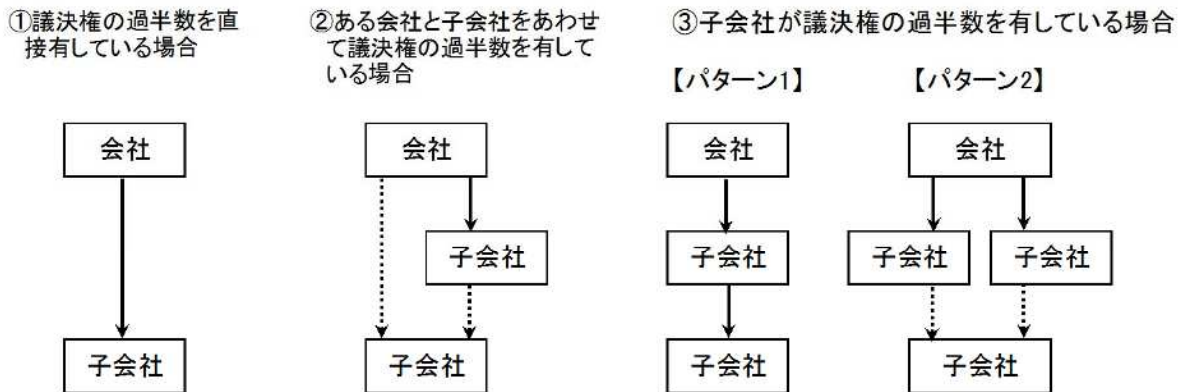 ①議決権の過半数を直
接有している場合
②ある会社と子会社をあわせ
て議決権の過半数を有して
いる場合
③子会社が議決権の過半数を有している場合
【パターン1】
【パターン2】
会社
子会社
会社
子会社
子会社
会社
子会社
子会社
会社
子会社
子会社
子会社